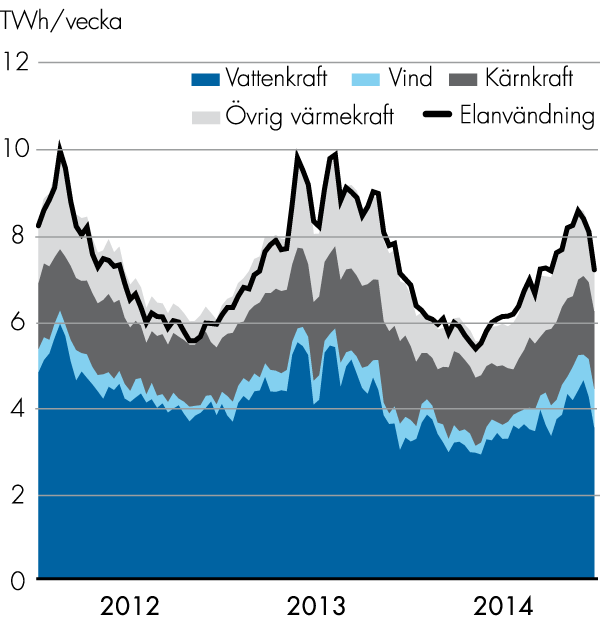 TWh/vecka
12
Vattenkraft Vind Kärnkraft
Övrig värmekraft Elanvändning
10
8
6
4
2
0
2012 2013 2014